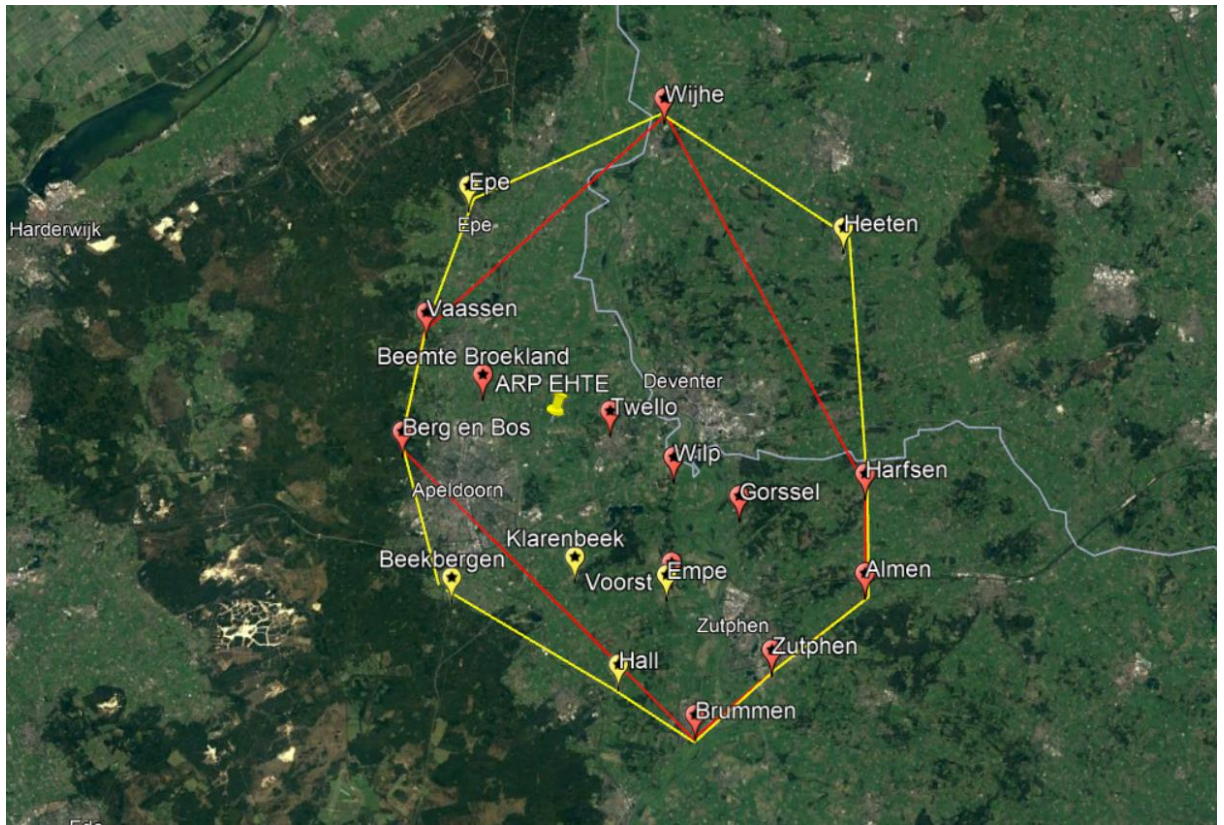 Wijhe
Epe
Epe
Harderwijk
Heeten
Vaassen
Beemte Broekland
ARP EHTE
Deventer
Twello
Berg en Bos
Wilp
Harfsen
Apeldoorn
Gorssel
Klarenbeek
Beekbergen
Voorst
Empe
Almen
Zutphen
Zutphen
Hall
Brummen
Ede